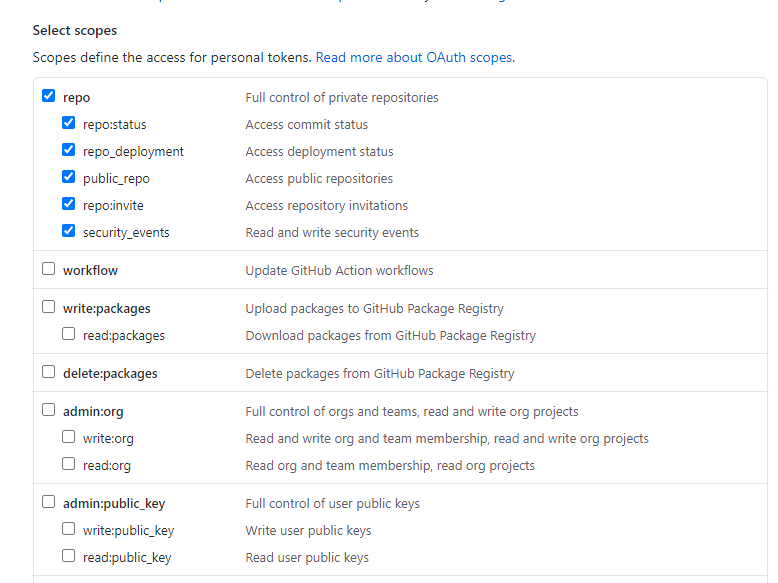 Select scopes
Scopes define the access for personal tokens. Read more about OAuth scopes.
repo Full control of private repositories
repo:status Access commit status
repo_deployment Access deployment status
public_repo Access public repositories
repo:invite Access repository invitations
security_events Read and write security events
workflow Update GitHub Action workflows
write:packages Upload packages to GitHub Package Registry
read:packages Download packages from GitHub Package Registry
delete:packages Delete packages from GitHub Package Registry
admin:org Full control of orgs and teams, read and write org projects
write:org Read and write org and team membership, read and write org projects
read:org Read org and team membership, read org projects
admin:public_key Full control of user public keys
write:public_key Write user public keys
read:public_key Read user public keys